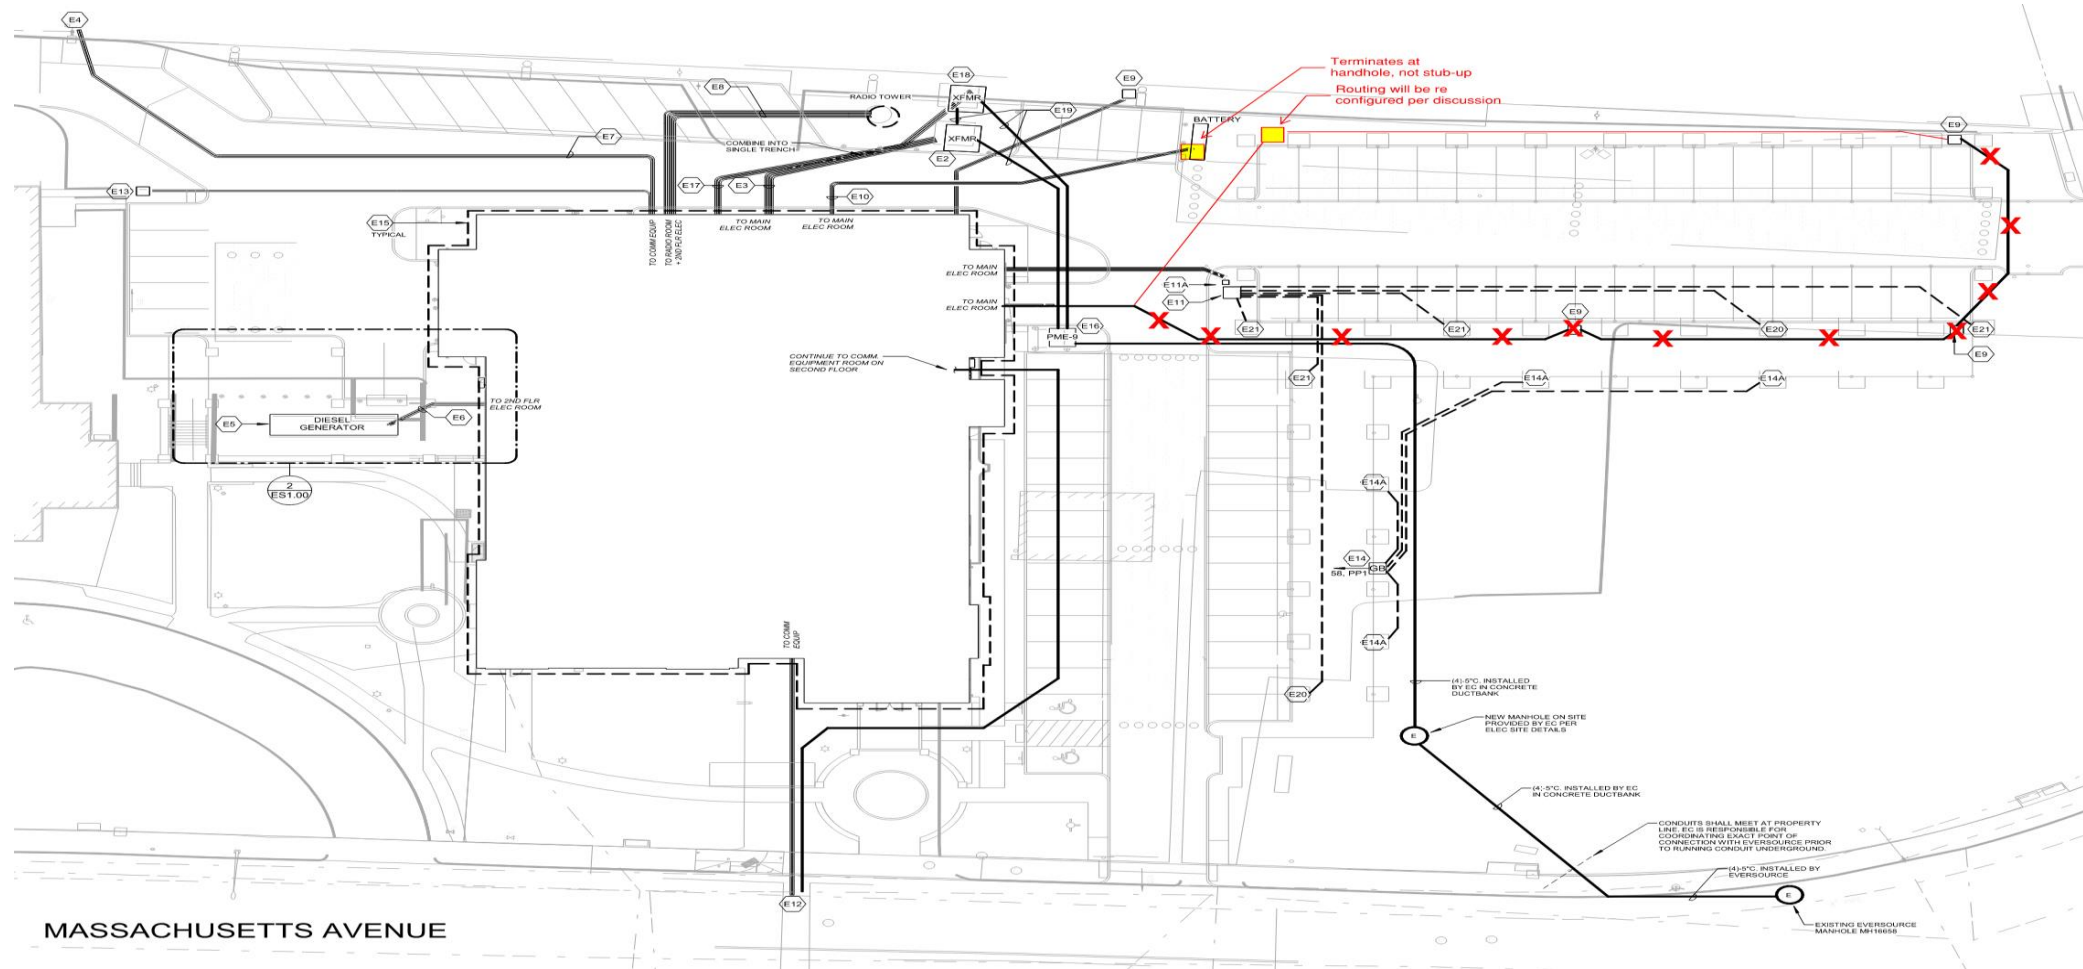 E4
E18
E9
Terminates at
handhole, not stub-up
Routing will be re
configured per discussion
E8
RADIO TOWER
XFMR
E19
BATTERY
E9
E7
COMBINE INTO
SINGLE TRENCH
XFMR
E2
X
E13
E17
E3
E10
E15
TYPICAL
TO COMM EQUIP
TO RADIO ROOM
+ 2ND FLR ELEC
TO MAIN
ELEC ROOM
TO MAIN
ELEC ROOM
X
TO MAIN
ELEC ROOM
E11A
E11
X
TO MAIN
ELEC ROOM
E9
X
X
X
X
X
X
X
X
E16
PME-9
E21
E21
E20
E21
E9
CONTINUE TO COMM.
EQUIPMENT ROOM ON
SECOND FLOOR
E21
E14A
E14A
TO 2ND FLR
ELEC ROOM
E5
DIESEL
GENERATOR
E6
2
ES1.00
E14A
E14
58, PP1
GB
E14A
TO COMM
EQUIP
E20
(4)-5"C. INSTALLED
BY EC IN CONCRETE
DUCTBANK
E
NEW MANHOLE ON SITE
PROVIDED BY EC PER
ELEC SITE DETAILS
(4)-5"C. INSTALLED BY EC
IN CONCRETE DUCTBANK
CONDUITS SHALL MEET AT PROPERTY
LINE. EC IS RESPONSIBLE FOR
COORDINATING EXACT POINT OF
CONNECTION WITH EVERSOURCE PRIOR
TO RUNNING CONDUIT UNDERGROUND.
(4)-5"C. INSTALLED BY
EVERSOURCE
E12
E
EXISTING EVERSOURCE
MANHOLE MH16658
MASSACHUSETTS AVENUE